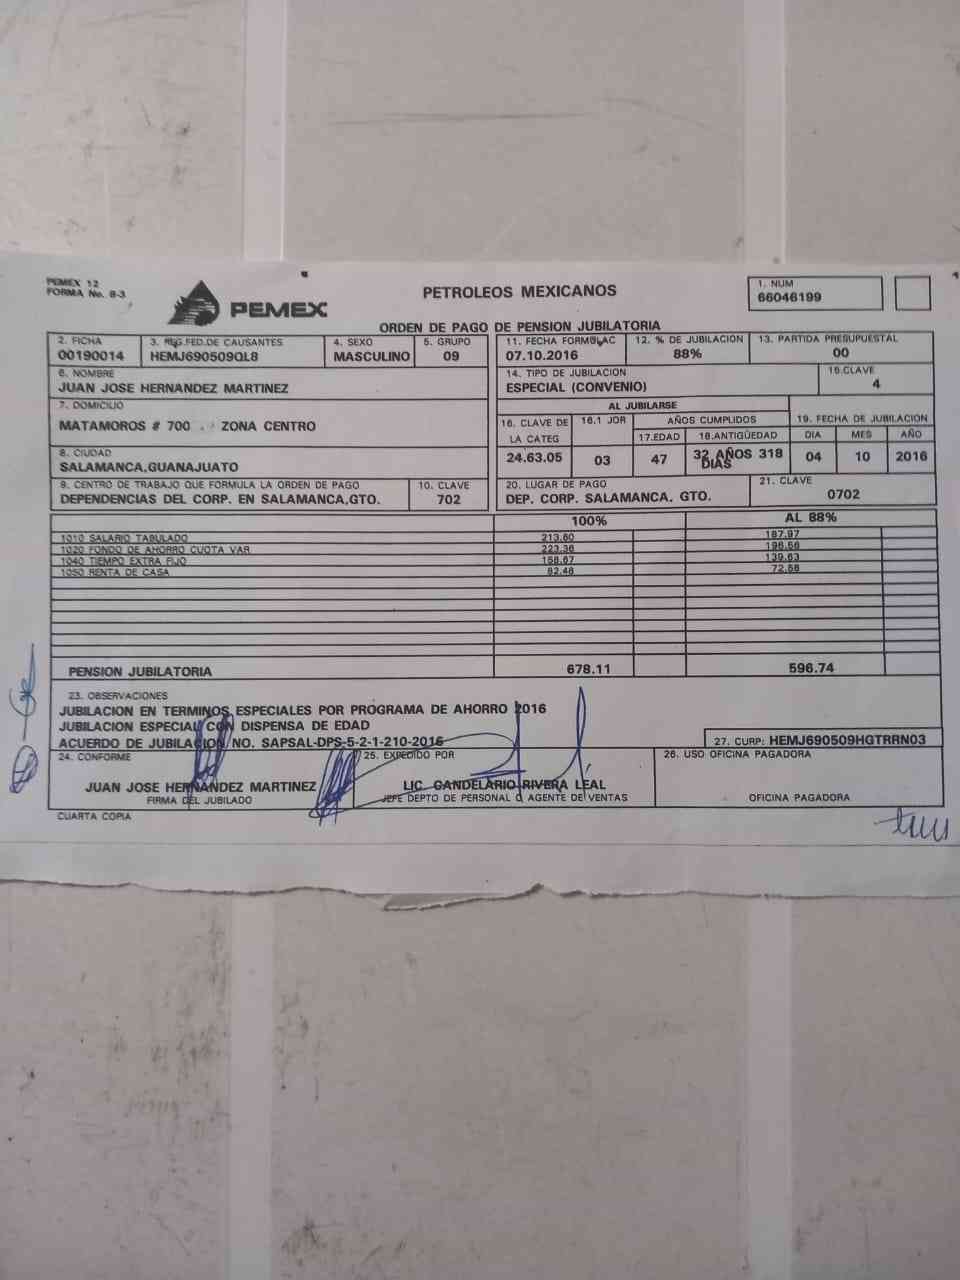 PEMEX 12
FORMA No. B-3
PEMEX
PETROLEOS MEXICANOS
1. NUM
66046199
ORDEN DE PAGO DE PENSION JUBILATORIA
2. FICHA
00190014
3. REG.FED.DE CAUSANTES
HEMJ690509QL8
4. SEXO
MASCULINO
5. GRUPO
09
11. FECHA FORMULAC
07.10.2016
12. % DE JUBILACION
88%
13. PARTIDA PRESUPUESTAL
00
6. NOMBRE
JUAN JOSE HERNANDEZ MARTINEZ
14. TIPO DE JUBILACION
ESPECIAL (CONVENIO)
15.CLAVE
4
7. DOMICILIO
MATAMOROS # 700 ZONA CENTRO
AL JUBILARSE
16. CLAVE DE
LA CATEG
24.63.05
16.1 JOR
03
AÑOS CUMPLIDOS
17.EDAD
47
18.ANTIGÜEDAD
32 AÑOS 318
DIAS
19. FECHA DE JUBILACION
DIA MES AÑO
04 10 2016
8. CIUDAD
SALAMANCA,GUANAJUATO
9. CENTRO DE TRABAJO QUE FORMULA LA ORDEN DE PAGO
DEPENDENCIAS DEL CORP. EN SALAMANCA,GTO.
10. CLAVE
702
20. LUGAR DE PAGO
DEP. CORP. SALAMANCA. GTO.
21. CLAVE
0702
100% AL 88%
1010 SALARIO TABULADO 213.60 187.97
1020 FONDO DE AHORRO CUOTA VAR 223.36 196.56
1040 TIEMPO EXTRA FIJO 158.67 139.63
1050 RENTA DE CASA 82.48 72.58
PENSION JUBILATORIA 678.11 596.74
23. OBSERVACIONES
JUBILACION EN TERMINOS ESPECIALES POR PROGRAMA DE AHORRO 2016
JUBILACION ESPECIAL CON DISPENSA DE EDAD
ACUERDO DE JUBILACION NO. SAPSAL-DPS-5-2-1-210-2016
27. CURP: HEMJ690509HGTRRN03
24. CONFORME
JUAN JOSE HERNANDEZ MARTINEZ
FIRMA DEL JUBILADO
25. EXPEDIDO POR
LIC. CANDELARIO RIVERA LEAL
JEFE DEPTO DE PERSONAL O AGENTE DE VENTAS
26. USO OFICINA PAGADORA
OFICINA PAGADORA
CUARTA COPIA